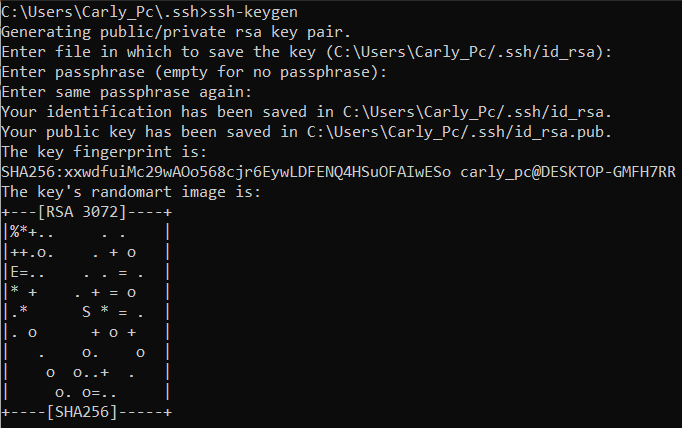 C:\Users\Carly_Pc\.ssh>ssh-keygen
Generating public/private rsa key pair.
Enter file in which to save the key (C:\Users\Carly_Pc/.ssh/id_rsa):
Enter passphrase (empty for no passphrase):
Enter same passphrase again:
Your identification has been saved in C:\Users\Carly_Pc/.ssh/id_rsa.
Your public key has been saved in C:\Users\Carly_Pc/.ssh/id_rsa.pub.
The key fingerprint is:
SHA256:xxwdfuiMc29wAOo568cjr6EywLDFENQ4HSuOFAIwESo carly_pc@DESKTOP-GMFH7RR
The key's randomart image is:
+---[RSA 3072]----+
|%*+..     . .    |
|++.o.    . + o   |
|E=..    . . = .  |
|* +    . + = o   |
|.*      S * = .  |
|. o      + o +   |
|   .    o.    o  |
|    o  o..+  .   |
|     o. o=..     |
+----[SHA256]-----+